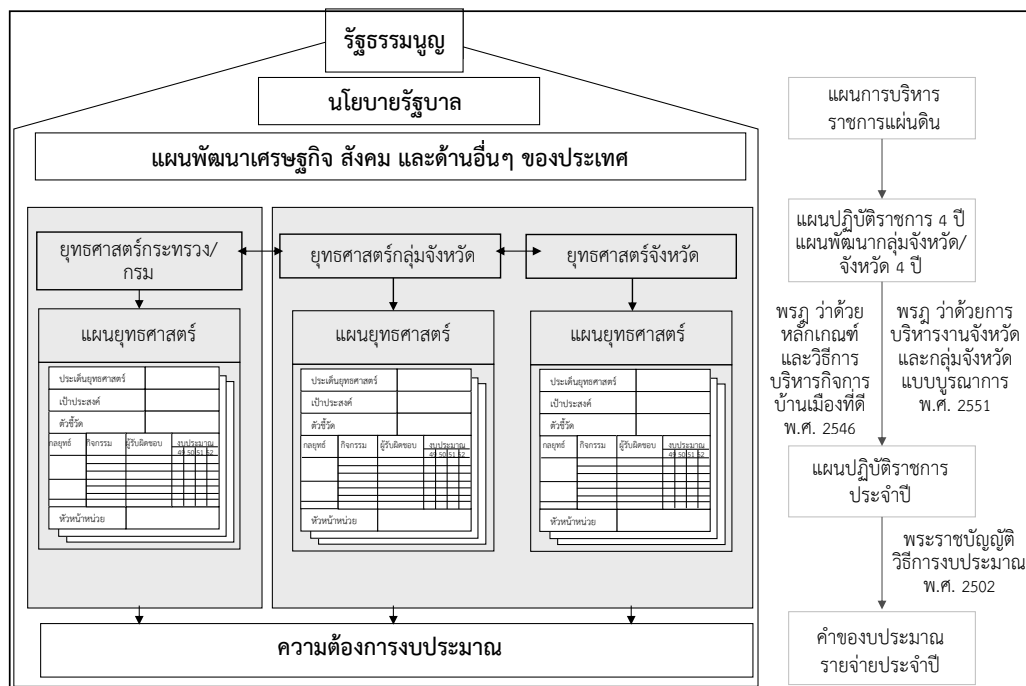 รัฐธรรมนูญ
นโยบายรัฐบาล
แผนพัฒนาเศรษฐกิจ สังคม และด้านอื่นๆ ของประเทศ
ยุทธศาสตร์กระทรวง/
กรม
ยุทธศาสตร์กลุ่มจังหวัด
ยุทธศาสตร์จังหวัด
แผนยุทธศาสตร์
ประเด็นยุทธศาสตร์
เป้าประสงค์
ตัวชี้วัด
กลยุทธ์ กิจกรรม ผู้รับผิดชอบ งบประมาณ
49 50 51 52
หัวหน้าหน่วย
แผนยุทธศาสตร์
ประเด็นยุทธศาสตร์
เป้าประสงค์
ตัวชี้วัด
กลยุทธ์ กิจกรรม ผู้รับผิดชอบ งบประมาณ
49 50 51 52
หัวหน้าหน่วย
แผนยุทธศาสตร์
ประเด็นยุทธศาสตร์
เป้าประสงค์
ตัวชี้วัด
กลยุทธ์ กิจกรรม ผู้รับผิดชอบ งบประมาณ
49 50 51 52
หัวหน้าหน่วย
ความต้องการงบประมาณ
แผนการบริหาร
ราชการแผ่นดิน
แผนปฏิบัติราชการ 4 ปี
แผนพัฒนากลุ่มจังหวัด/
จังหวัด 4 ปี
พรฎ ว่าด้วย
หลักเกณฑ์
และวิธีการ
บริหารกิจการ
บ้านเมืองที่ดี
พ.ศ. 2546
พรฎ ว่าด้วยการ
บริหารงานจังหวัด
และกลุ่มจังหวัด
แบบบูรณาการ
พ.ศ. 2551
แผนปฏิบัติราชการ
ประจำปี
พระราชบัญญัติ
วิธีการงบประมาณ
พ.ศ. 2502
คำของบประมาณ
รายจ่ายประจำปี